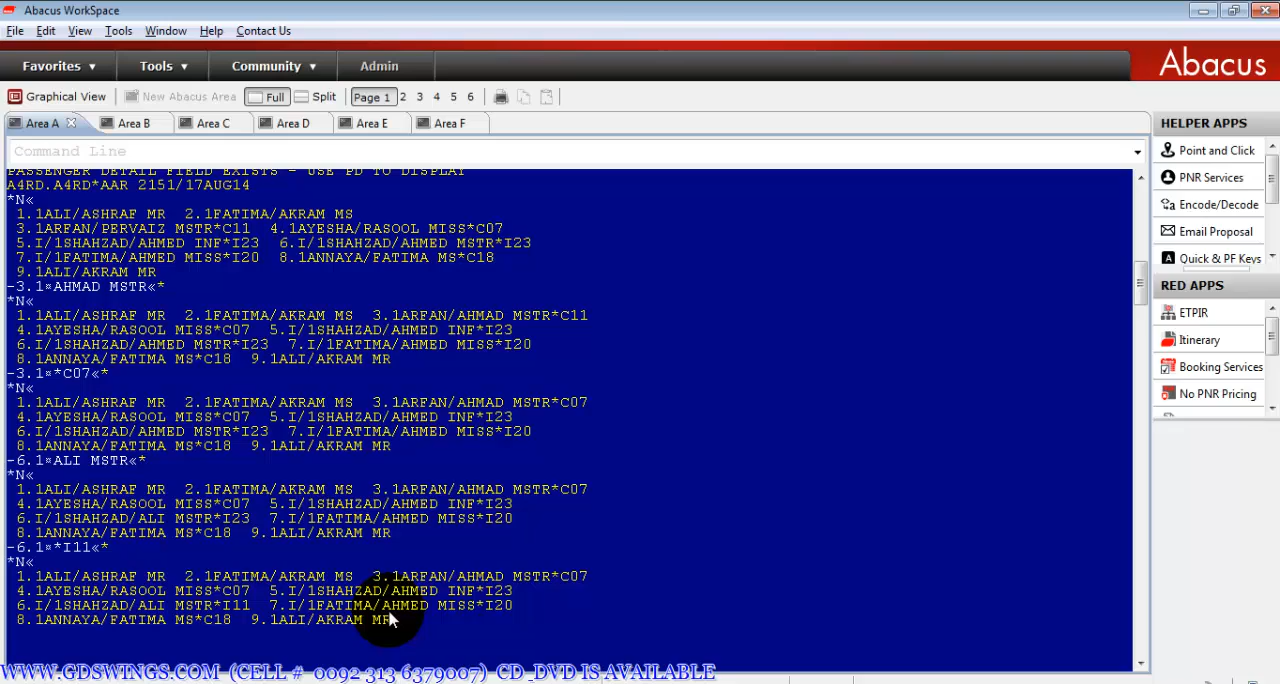 Abacus WorkSpace
File Edit View Tools Window Help Contact Us
Favorites ▾ Tools ▾ Community ▾ Admin
Abacus
Graphical View New Abacus Area Full Split Page 1 2 3 4 5 6
Area A Area B Area C Area D Area E Area F
Command Line
PASSENGER DETAIL FIELD EXISTS - USE PD TO DISPLAY
A4RD.A4RD*AAR 2151/17AUG14
*N«
1.1ALI/ASHRAF MR 2.1FATIMA/AKRAM MS
3.1ARFAN/PERVAIZ MSTR*C11 4.1AYESHA/RASOOL MISS*C07
5.I/1SHAHZAD/AHMED INF*I23 6.I/1SHAHZAD/AHMED MSTR*I23
7.I/1FATIMA/AHMED MISS*I20 8.1ANNAYA/FATIMA MS*C18
9.1ALI/AKRAM MR
-3.1¤AHMAD MSTR«*
*N«
1.1ALI/ASHRAF MR 2.1FATIMA/AKRAM MS 3.1ARFAN/AHMAD MSTR*C11
4.1AYESHA/RASOOL MISS*C07 5.I/1SHAHZAD/AHMED INF*I23
6.I/1SHAHZAD/AHMED MSTR*I23 7.I/1FATIMA/AHMED MISS*I20
8.1ANNAYA/FATIMA MS*C18 9.1ALI/AKRAM MR
-3.1¤*C07«*
*N«
1.1ALI/ASHRAF MR 2.1FATIMA/AKRAM MS 3.1ARFAN/AHMAD MSTR*C07
4.1AYESHA/RASOOL MISS*C07 5.I/1SHAHZAD/AHMED INF*I23
6.I/1SHAHZAD/AHMED MSTR*I23 7.I/1FATIMA/AHMED MISS*I20
8.1ANNAYA/FATIMA MS*C18 9.1ALI/AKRAM MR
-6.1¤ALI MSTR«*
*N«
1.1ALI/ASHRAF MR 2.1FATIMA/AKRAM MS 3.1ARFAN/AHMAD MSTR*C07
4.1AYESHA/RASOOL MISS*C07 5.I/1SHAHZAD/AHMED INF*I23
6.I/1SHAHZAD/ALI MSTR*I23 7.I/1FATIMA/AHMED MISS*I20
8.1ANNAYA/FATIMA MS*C18 9.1ALI/AKRAM MR
-6.1¤*I11«*
*N«
1.1ALI/ASHRAF MR 2.1FATIMA/AKRAM MS 3.1ARFAN/AHMAD MSTR*C07
4.1AYESHA/RASOOL MISS*C07 5.I/1SHAHZAD/AHMED INF*I23
6.I/1SHAHZAD/ALI MSTR*I11 7.I/1FATIMA/AHMED MISS*I20
8.1ANNAYA/FATIMA MS*C18 9.1ALI/AKRAM MR
HELPER APPS
Point and Click
PNR Services
Encode/Decode
Email Proposal
Quick & PF Keys
RED APPS
ETPIR
Itinerary
Booking Services
No PNR Pricing
WWW.GDSWINGS.COM (CELL # 0092 313 6379007) CD_DVD IS AVAILABLE